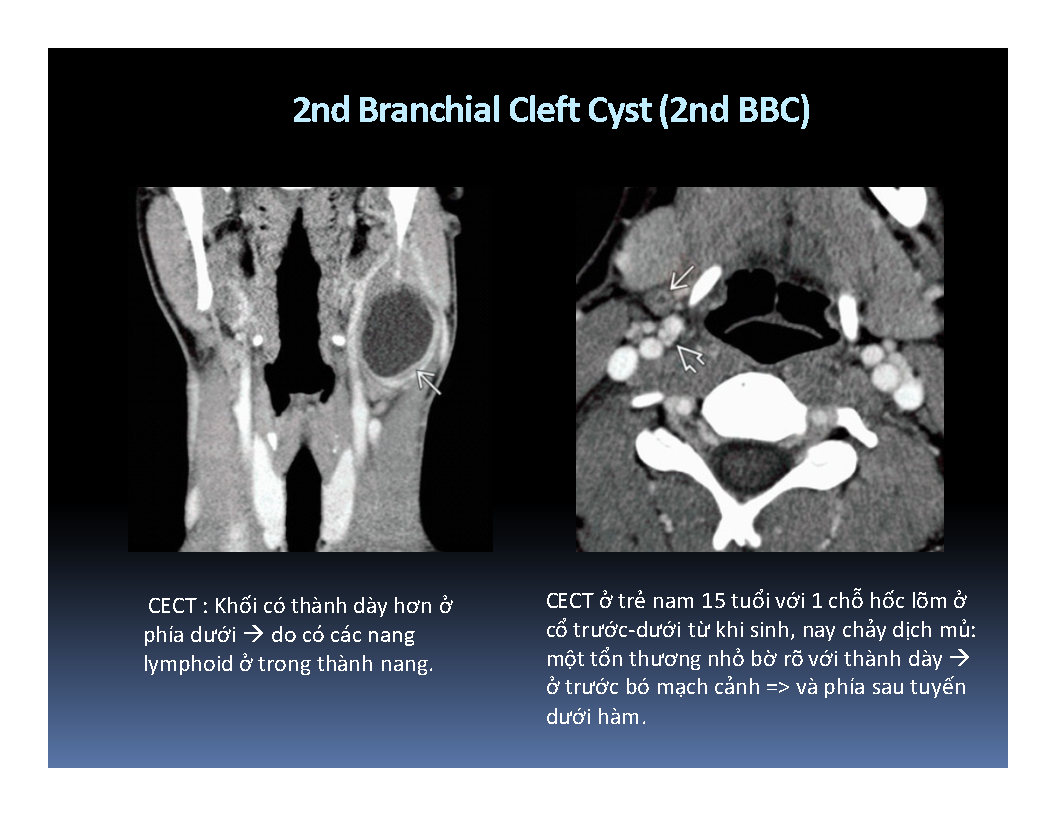 2nd Branchial Cleft Cyst (2nd BBC)
CECT : Khối có thành dày hơn ở
phía dưới → do có các nang
lymphoid ở trong thành nang.
CECT ở trẻ nam 15 tuổi với 1 chỗ hốc lõm ở
cổ trước-dưới từ khi sinh, nay chảy dịch mủ:
một tổn thương nhỏ bờ rõ với thành dày →
ở trước bó mạch cảnh => và phía sau tuyến
dưới hàm.